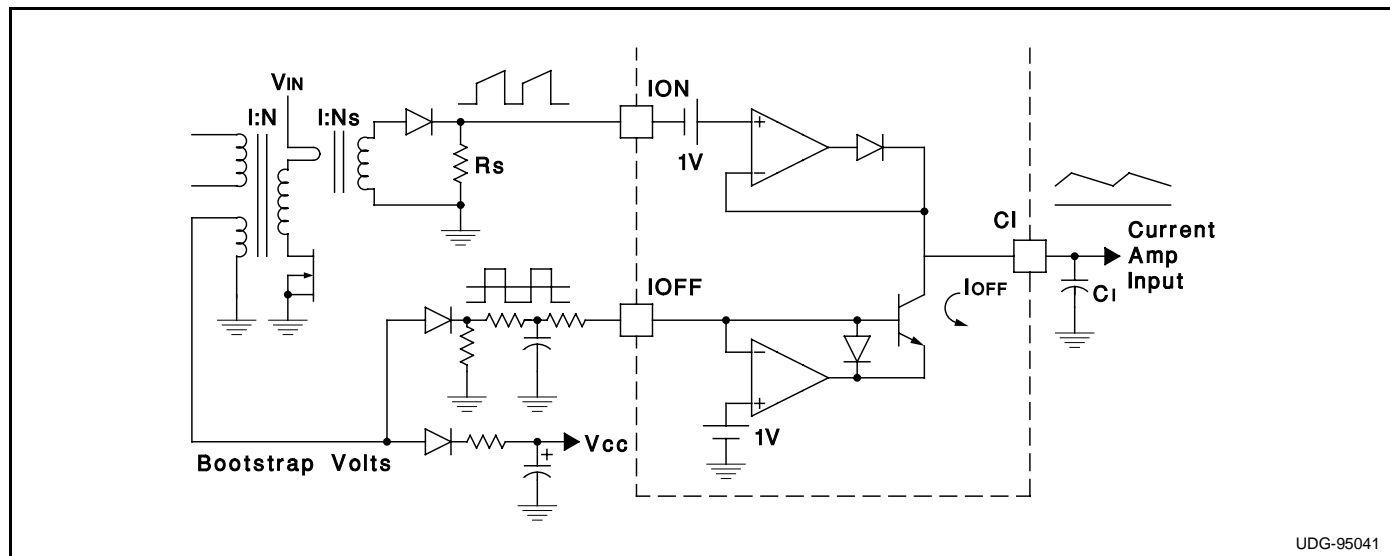 VIN
I:N
I:Ns
Rs
ION
1V
+
−
CI
Current
Amp
Input
CI
IOFF
IOFF
−
+
1V
Bootstrap Volts
+
Vcc
UDG-95041